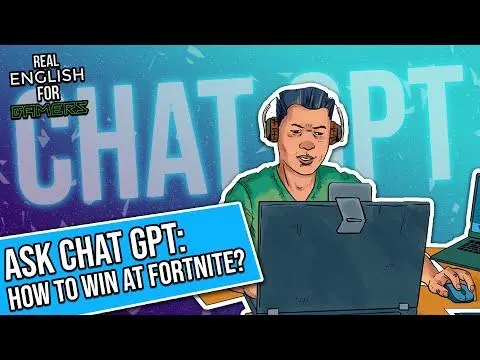 REAL
ENGLISH
FOR
GAMERS
CHAT GPT
ASK CHAT GPT:
HOW TO WIN AT FORTNITE?